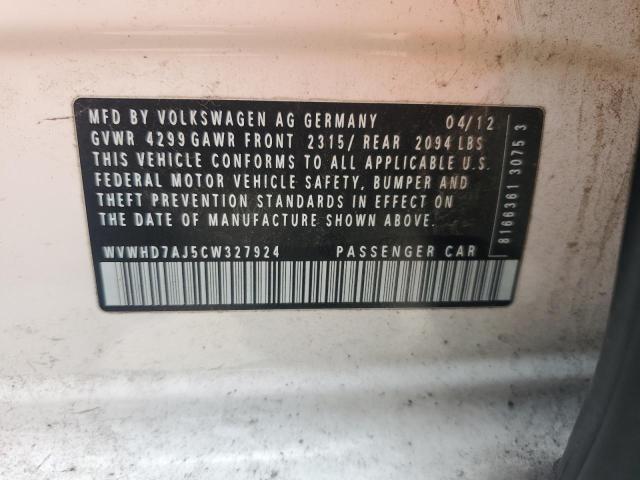 MFD BY VOLKSWAGEN AG GERMANY 04/12
GVWR 4299 GAWR FRONT 2315/ REAR 2094 LBS
THIS VEHICLE CONFORMS TO ALL APPLICABLE U.S.
FEDERAL MOTOR VEHICLE SAFETY, BUMPER AND
THEFT PREVENTION STANDARDS IN EFFECT ON
THE DATE OF MANUFACTURE SHOWN ABOVE.
WVWHD7AJ5CW327924 PASSENGER CAR
8166361 3075 3